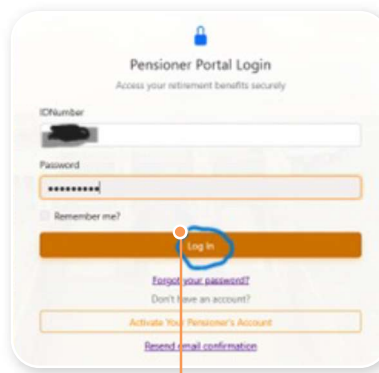 Pensioner Portal Login
Access your retirement benefits securely
IDNumber
Password
Remember me?
Log In
Forgot your password?
Don't have an account?
Activate Your Pensioner's Account
Resend email confirmation